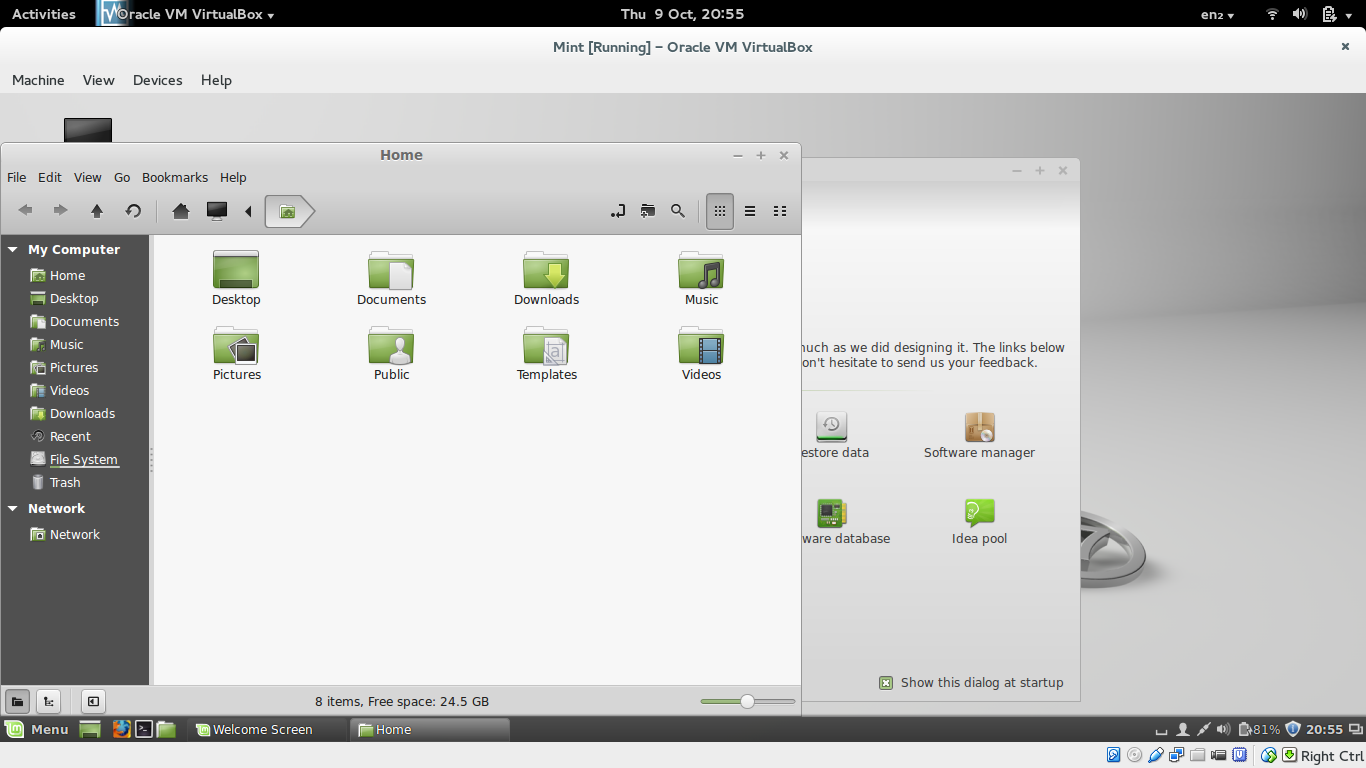 Activities Oracle VM VirtualBox Thu 9 Oct, 20:55 en₂
Mint [Running] – Oracle VM VirtualBox
Machine View Devices Help
Home
File Edit View Go Bookmarks Help
My Computer
Home
Desktop
Documents
Music
Pictures
Videos
Downloads
Recent
File System
Trash
Network
Network
Desktop Documents Downloads Music
Pictures Public Templates Videos
8 items, Free space: 24.5 GB
much as we did designing it. The links below
on't hesitate to send us your feedback.
estore data Software manager
ware database Idea pool
Show this dialog at startup
Menu Welcome Screen Home 81% 20:55
Right Ctrl